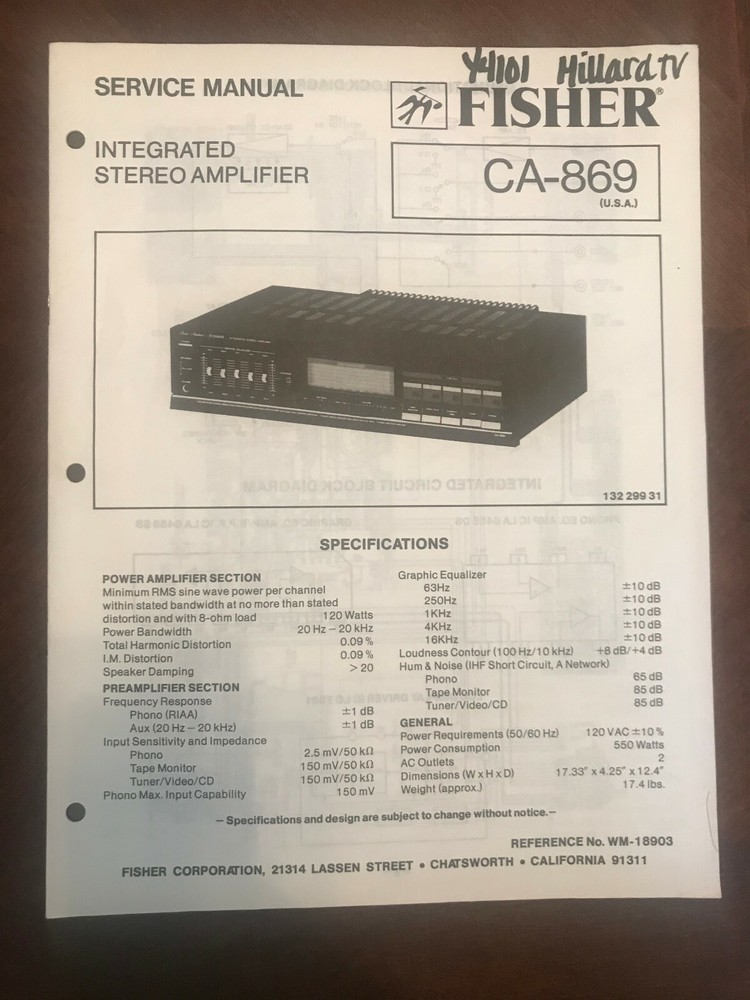 Y4101 Millard TV
SERVICE MANUAL
FISHER®
INTEGRATED
STEREO AMPLIFIER
CA-869
(U.S.A.)
132 299 31
SPECIFICATIONS
POWER AMPLIFIER SECTION
Minimum RMS sine wave power per channel
within stated bandwidth at no more than stated
distortion and with 8-ohm load 120 Watts
Power Bandwidth 20 Hz – 20 kHz
Total Harmonic Distortion 0.09 %
I.M. Distortion 0.09 %
Speaker Damping > 20
PREAMPLIFIER SECTION
Frequency Response
Phono (RIAA) ±1 dB
Aux (20 Hz – 20 kHz) ±1 dB
Input Sensitivity and Impedance
Phono 2.5 mV/50 kΩ
Tape Monitor 150 mV/50 kΩ
Tuner/Video/CD 150 mV/50 kΩ
Phono Max. Input Capability 150 mV
Graphic Equalizer
63Hz ±10 dB
250Hz ±10 dB
1KHz ±10 dB
4KHz ±10 dB
16KHz ±10 dB
Loudness Contour (100 Hz/10 kHz) +8 dB/+4 dB
Hum & Noise (IHF Short Circuit, A Network)
Phono 65 dB
Tape Monitor 85 dB
Tuner/Video/CD 85 dB
GENERAL
Power Requirements (50/60 Hz) 120 VAC ±10 %
Power Consumption 550 Watts
AC Outlets 2
Dimensions (W x H x D) 17.33″ x 4.25″ x 12.4″
Weight (approx.) 17.4 lbs.
– Specifications and design are subject to change without notice. –
REFERENCE No. WM-18903
FISHER CORPORATION, 21314 LASSEN STREET • CHATSWORTH • CALIFORNIA 91311